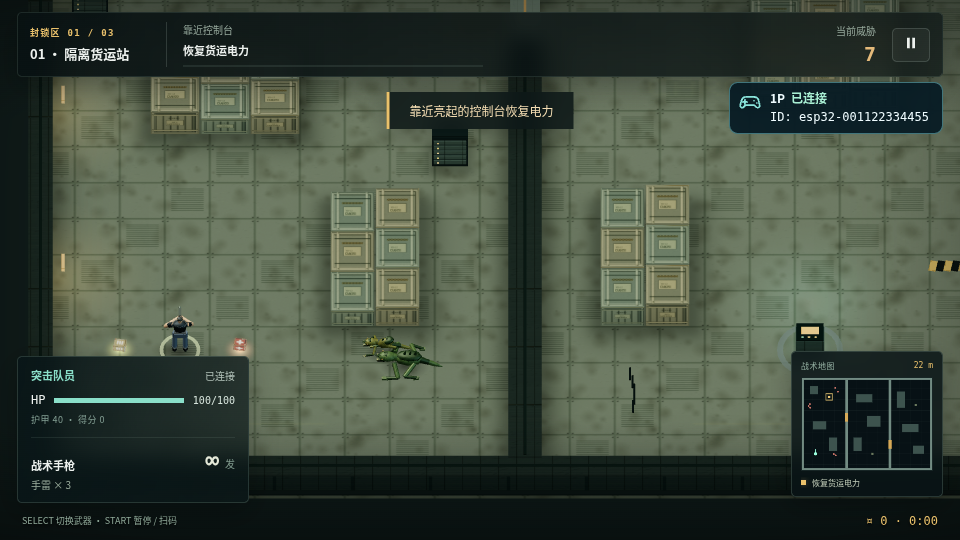 封锁区 01 / 03
01 · 隔离货运站
靠近控制台
恢复货运电力
当前威胁
7
靠近亮起的控制台恢复电力
1P 已连接
ID: esp32-001122334455
突击队员
已连接
HP
100/100
护甲 40 · 得分 0
战术手枪
∞ 发
手雷 × 3
战术地图
22 m
恢复货运电力
SELECT 切换武器 · START 暂停 / 扫码
¤ 0 · 0:00